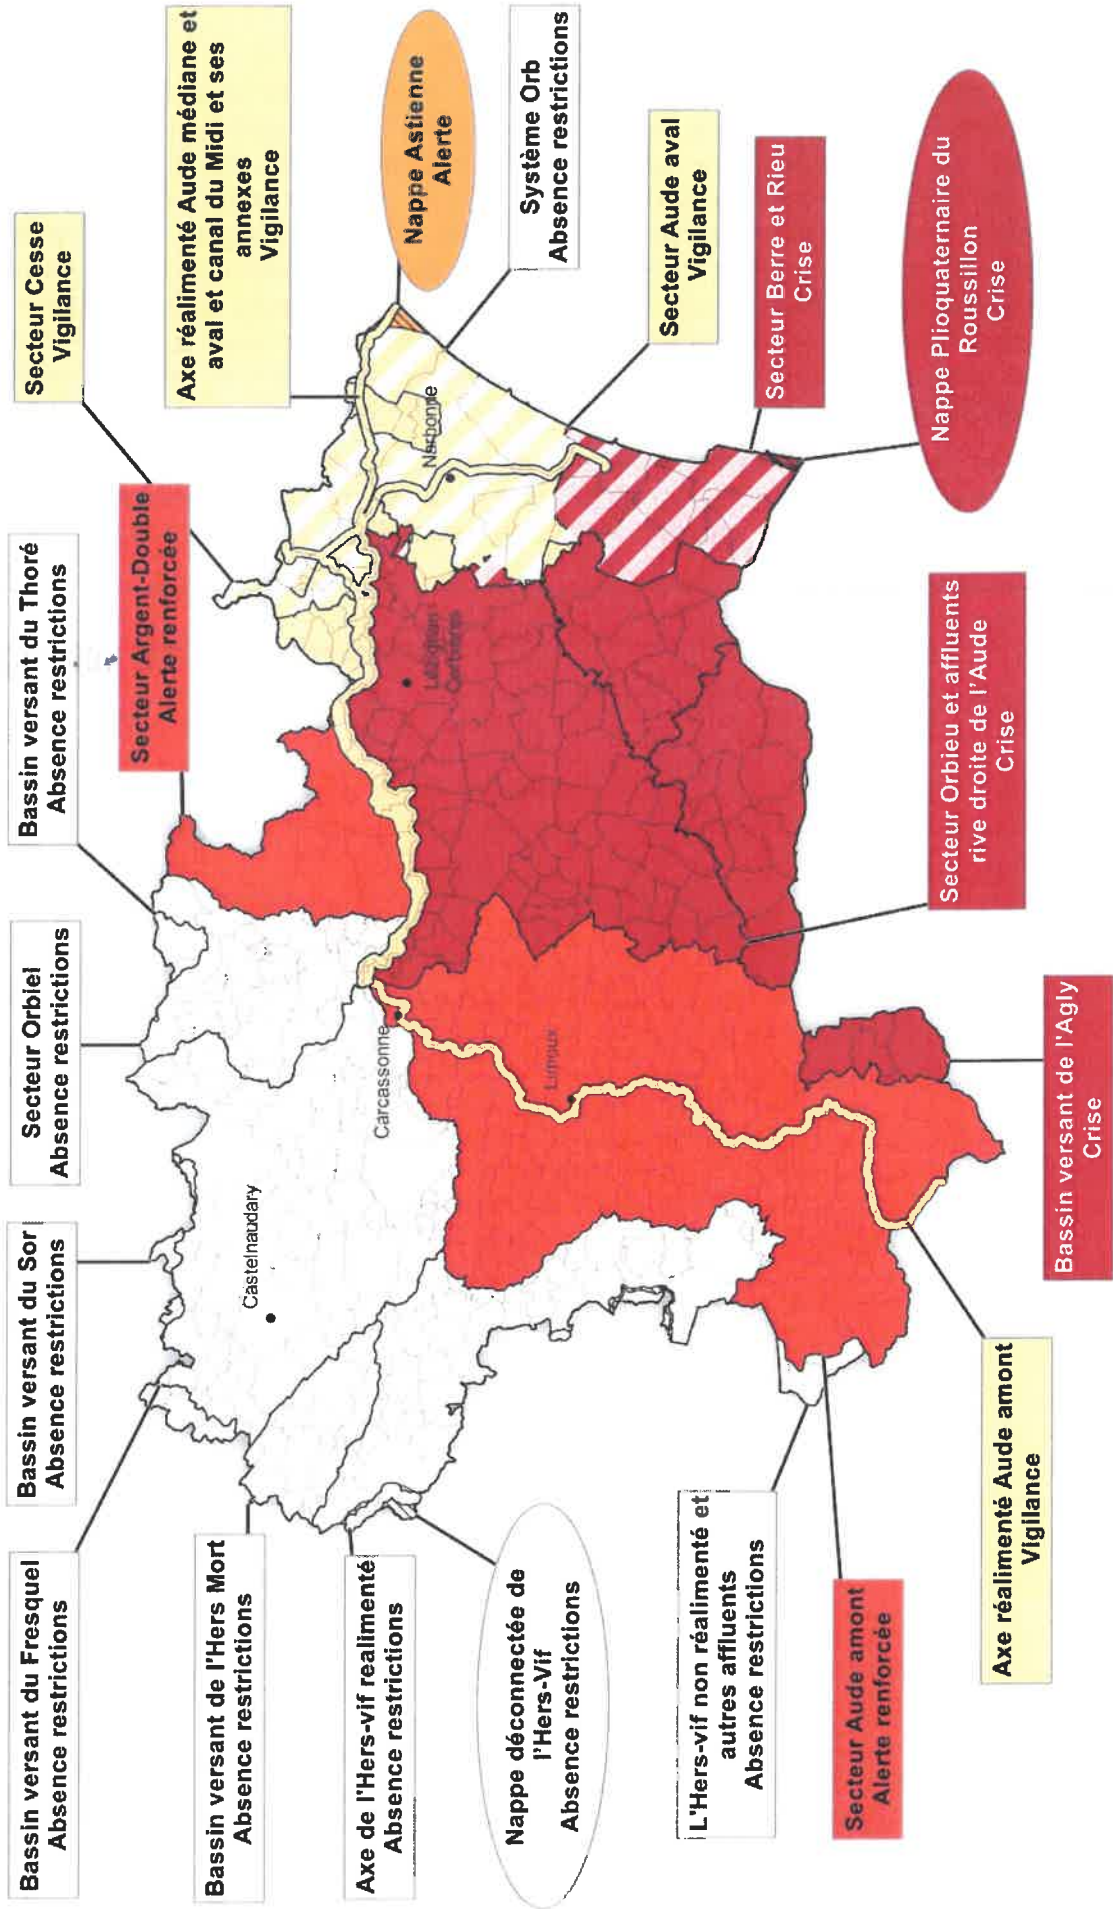 Bassin versant du Fresquel
Absence restrictions
Bassin versant du Sor
Absence restrictions
Secteur Orbiel
Absence restrictions
Bassin versant du Thoré
Absence restrictions
Secteur Argent-Double
Alerte renforcée
Secteur Cesse
Vigilance
Axe réalimenté Aude médiane et
aval et canal du Midi et ses
annexes
Vigilance
Nappe Astienne
Alerte
Système Orb
Absence restrictions
Secteur Aude aval
Vigilance
Secteur Berre et Rieu
Crise
Nappe Plioquaternaire du
Roussillon
Crise
Secteur Orbieu et affluents
rive droite de l'Aude
Crise
Bassin versant de l'Agly
Crise
Axe réalimenté Aude amont
Vigilance
Secteur Aude amont
Alerte renforcée
L'Hers-vif non réalimenté et
autres affluents
Absence restrictions
Nappe déconnectée de
l'Hers-Vif
Absence restrictions
Axe de l'Hers-vif realimenté
Absence restrictions
Bassin versant de l'Hers Mort
Absence restrictions
Castelnaudary
Carcassonne
Limoux
Lézignan
Corbières
Narbonne